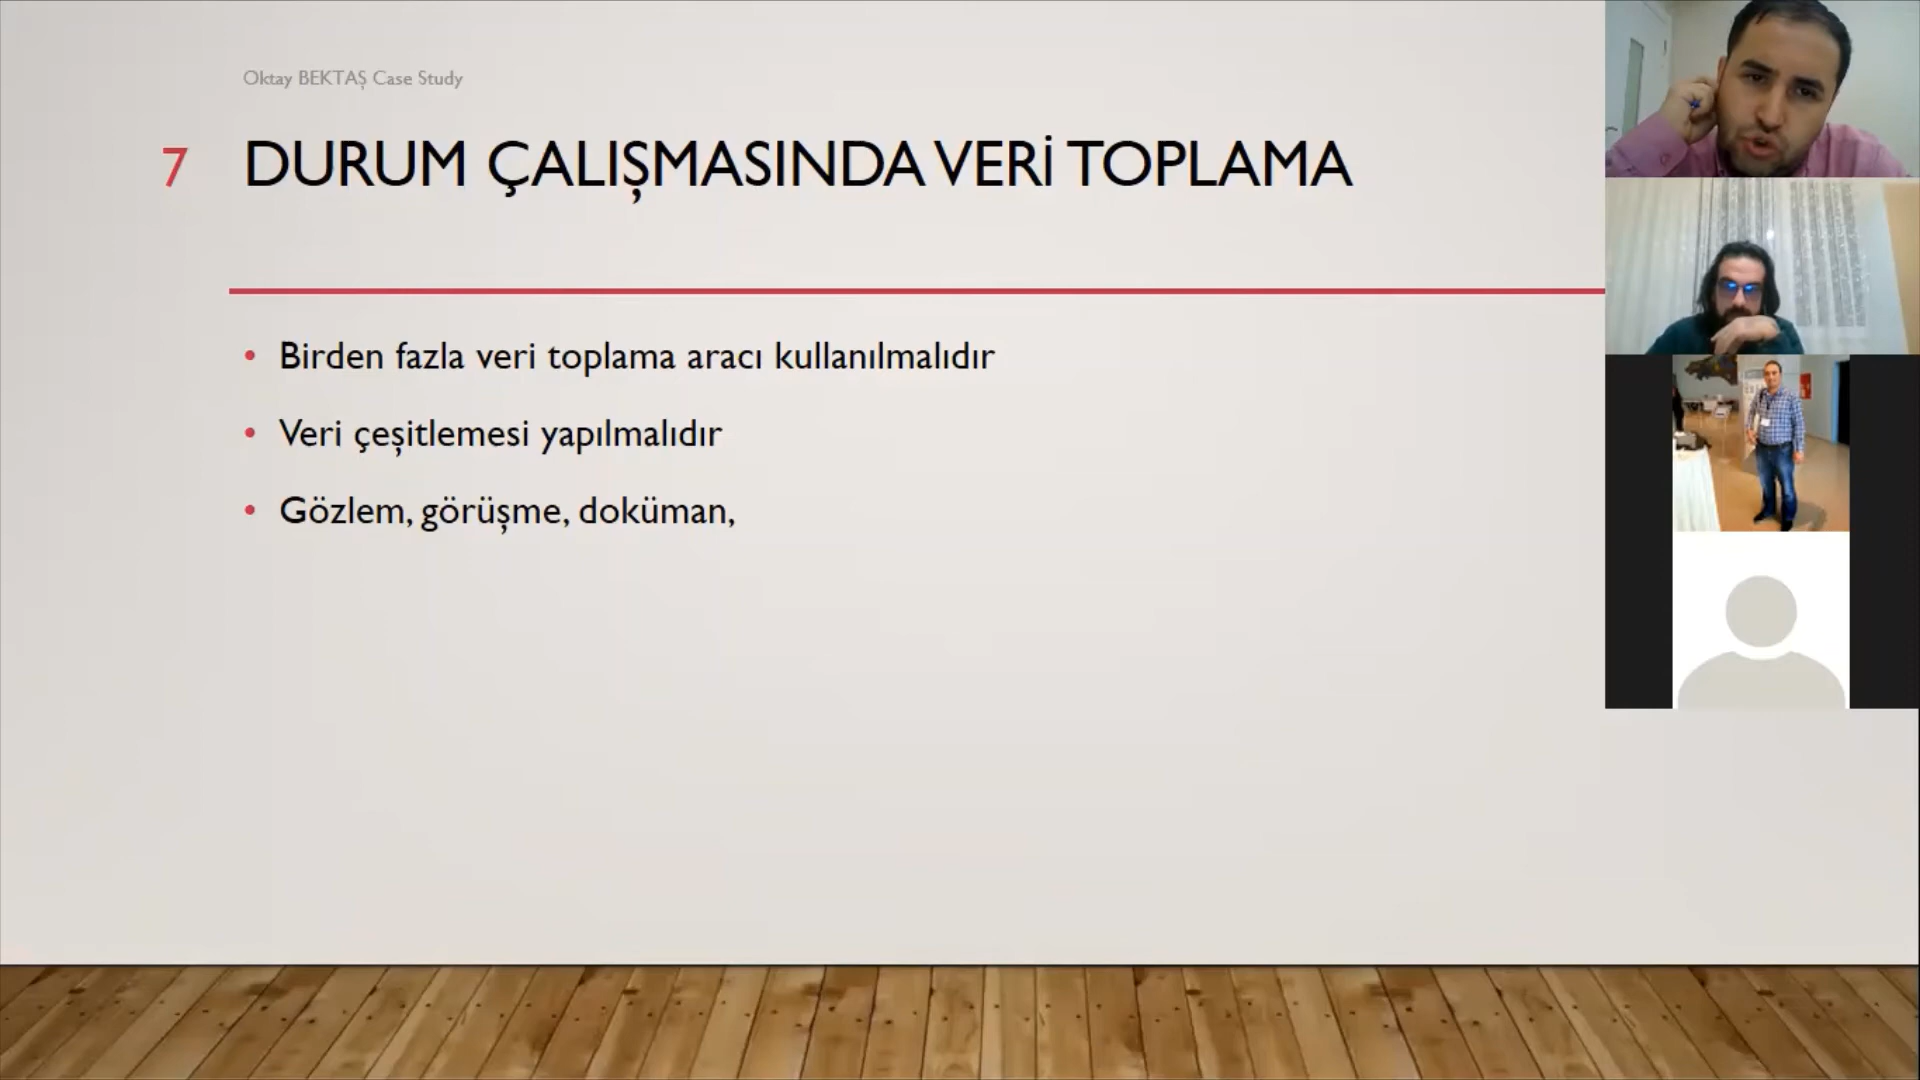 Oktay BEKTAŞ Case Study
7 DURUM ÇALIŞMASINDA VERİ TOPLAMA
• Birden fazla veri toplama aracı kullanılmalıdır
• Veri çeşitlemesi yapılmalıdır
• Gözlem, görüşme, doküman,